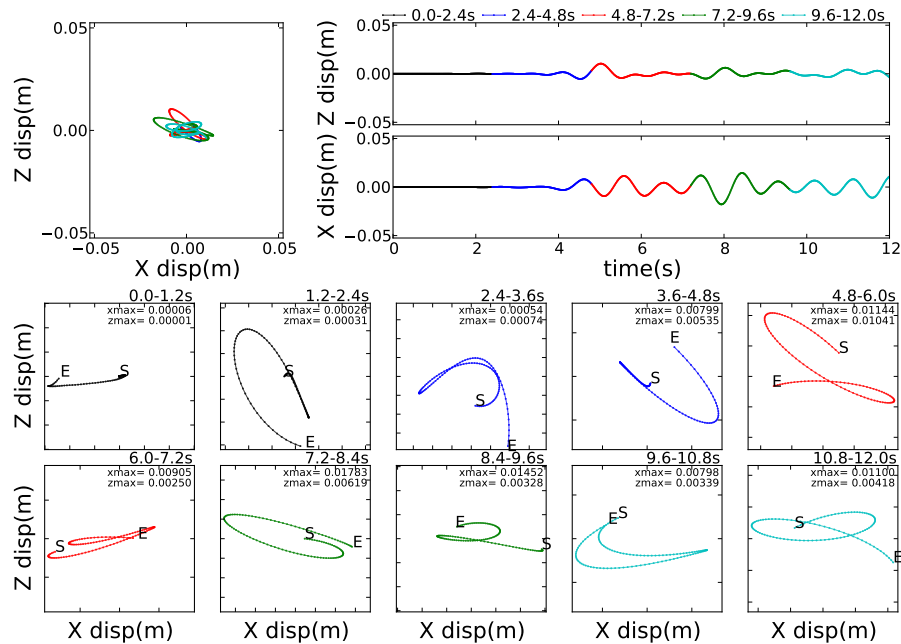 0.0-2.4s 2.4-4.8s 4.8-7.2s 7.2-9.6s 9.6-12.0s
0.05
0.00
−0.05
Z disp(m)
−0.05 0.00 0.05
X disp(m)
0.05
0.00
−0.05
Z disp(m)
0.05
0.00
−0.05
X disp(m)
0 2 4 6 8 10 12
time(s)
0.0-1.2s
xmax= 0.00006
zmax= 0.00001
S
E
1.2-2.4s
xmax= 0.00026
zmax= 0.00031
S
E
2.4-3.6s
xmax= 0.00054
zmax= 0.00074
S
E
3.6-4.8s
xmax= 0.00799
zmax= 0.00535
S
E
4.8-6.0s
xmax= 0.01144
zmax= 0.01041
S
E
Z disp(m)
6.0-7.2s
xmax= 0.00905
zmax= 0.00250
S
E
7.2-8.4s
xmax= 0.01783
zmax= 0.00619
S
E
8.4-9.6s
xmax= 0.01452
zmax= 0.00328
S
E
9.6-10.8s
xmax= 0.00798
zmax= 0.00339
S
E
10.8-12.0s
xmax= 0.01100
zmax= 0.00418
S
E
Z disp(m)
X disp(m) X disp(m) X disp(m) X disp(m) X disp(m)